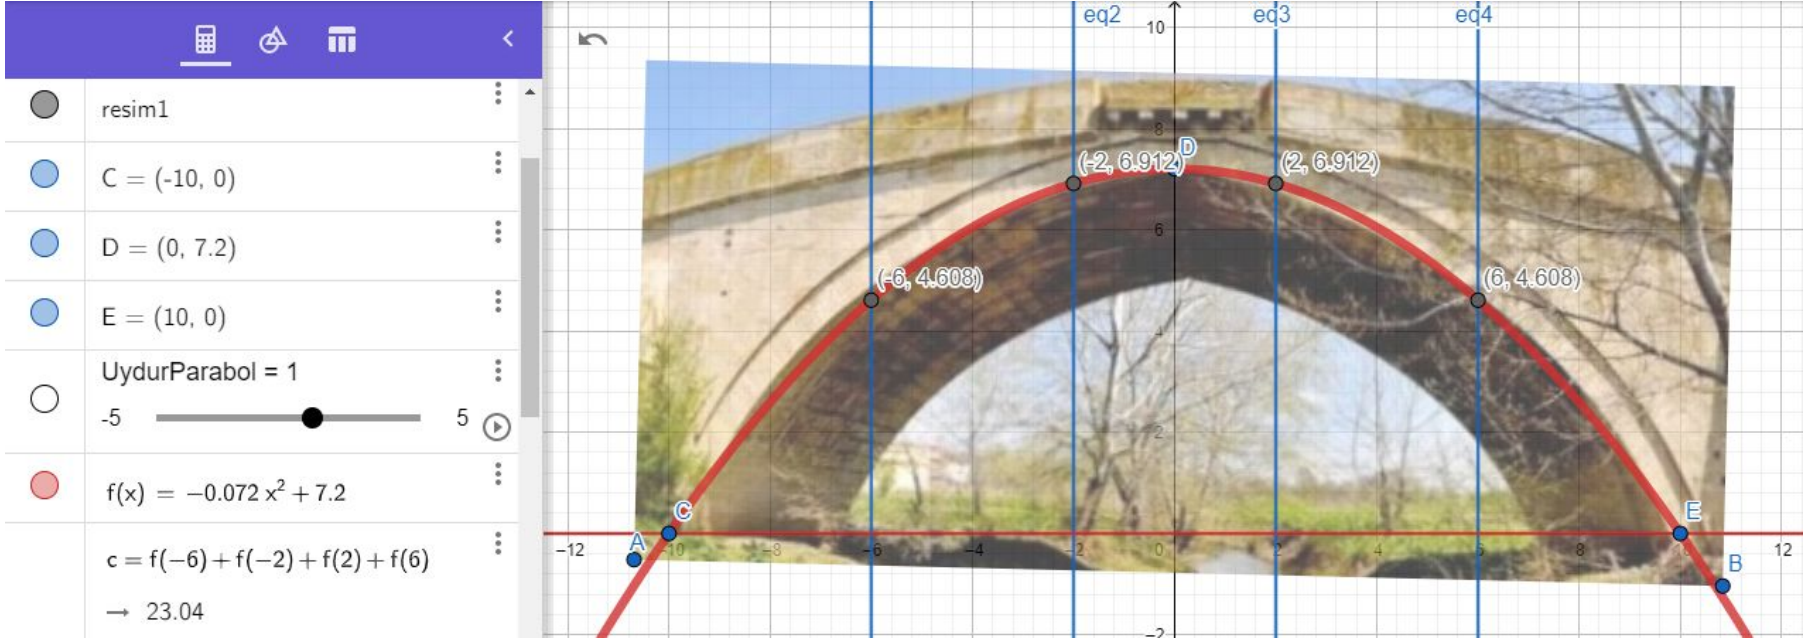 resim1
C = (-10, 0)
D = (0, 7.2)
E = (10, 0)
UydurParabol = 1
-5 5
f(x) = −0.072 x² + 7.2
c = f(−6) + f(−2) + f(2) + f(6)
→ 23.04
eq2 eq3 eq4
10
8
D
(-2, 6.912) (2, 6.912)
6
(-6, 4.608) (6, 4.608)
4
2
C E
A
−12 −10 −8 −6 −4 −2 0 2 4 6 8 10 12
B
−2